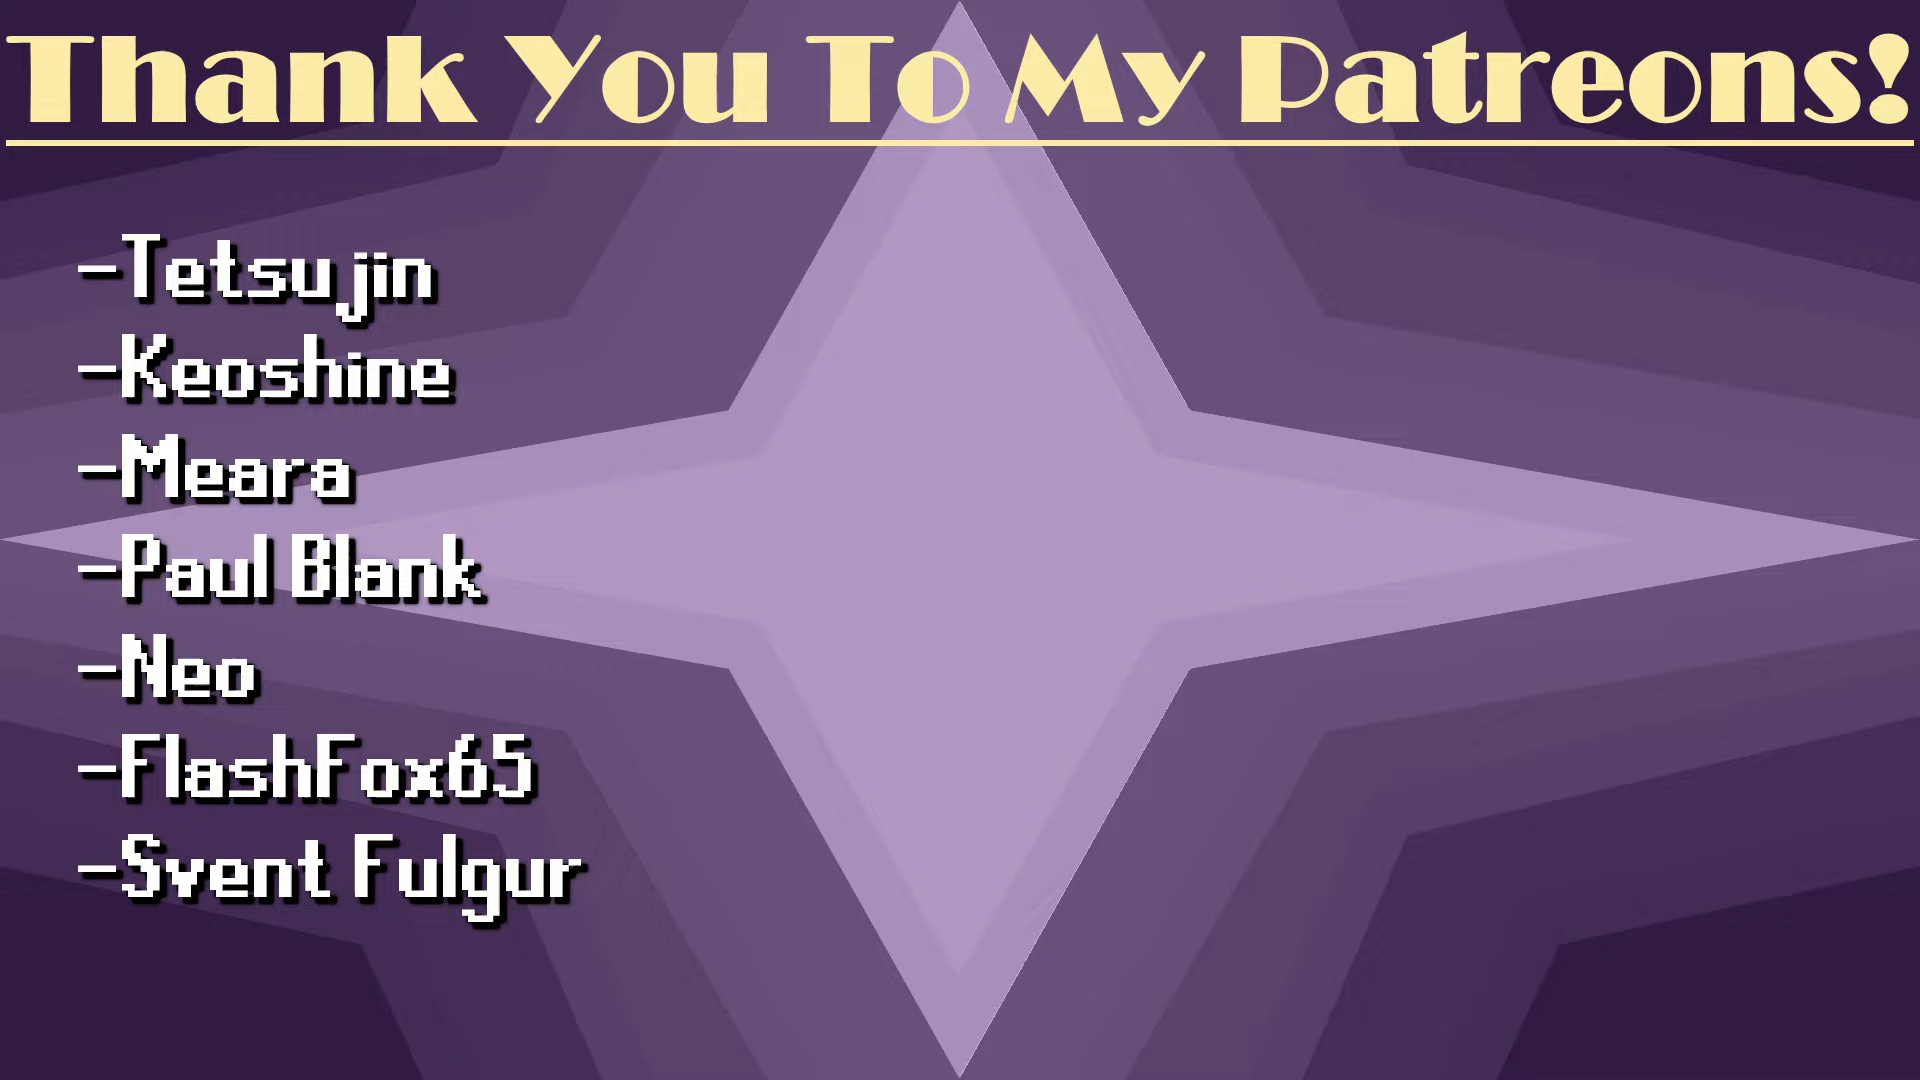 Thank You To My Patreons!
-Tetsujin
-Keoshine
-Meara
-Paul Blank
-Neo
-FlashFox65
-Svent Fulgur